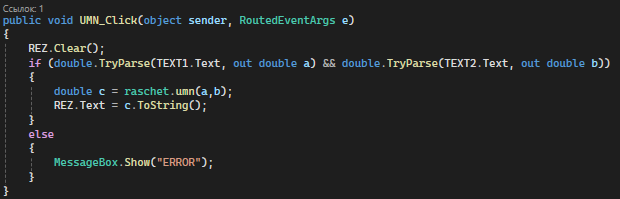 Ссылок: 1
public void UMN_Click(object sender, RoutedEventArgs e)
{
REZ.Clear();
if (double.TryParse(TEXT1.Text, out double a) && double.TryParse(TEXT2.Text, out double b))
{
double c = raschet.umn(a,b);
REZ.Text = c.ToString();
}
else
{
MessageBox.Show("ERROR");
}
}